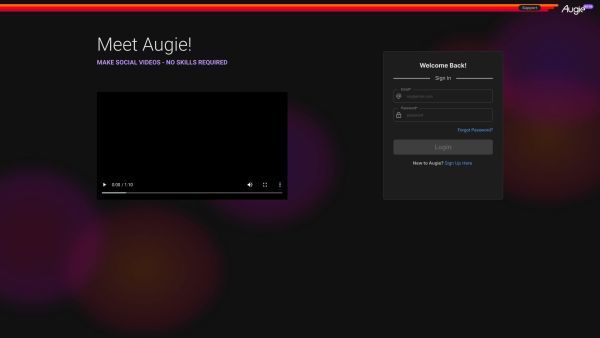 Support
Augie
BETA
Meet Augie!
MAKE SOCIAL VIDEOS - NO SKILLS REQUIRED
0:00 / 1:10
Welcome Back!
Sign In
Email*
Password*
password
Forgot Password?
Login
New to Augie? Sign Up Here